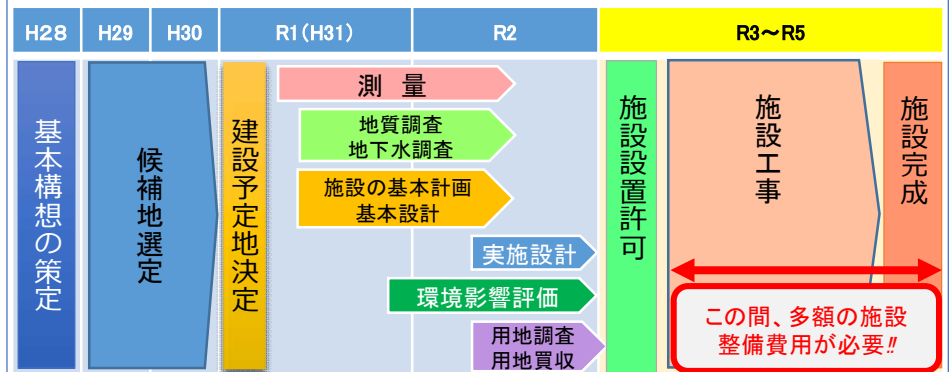 H28
H29
H30
R1(H31)
R2
R3～R5
基本構想の策定
候補地選定
建設予定地決定
測　量
地質調査
地下水調査
施設の基本計画
基本設計
実施設計
環境影響評価
用地調査
用地買収
施設設置許可
施設工事
施設完成
この間、多額の施設
整備費用が必要!!